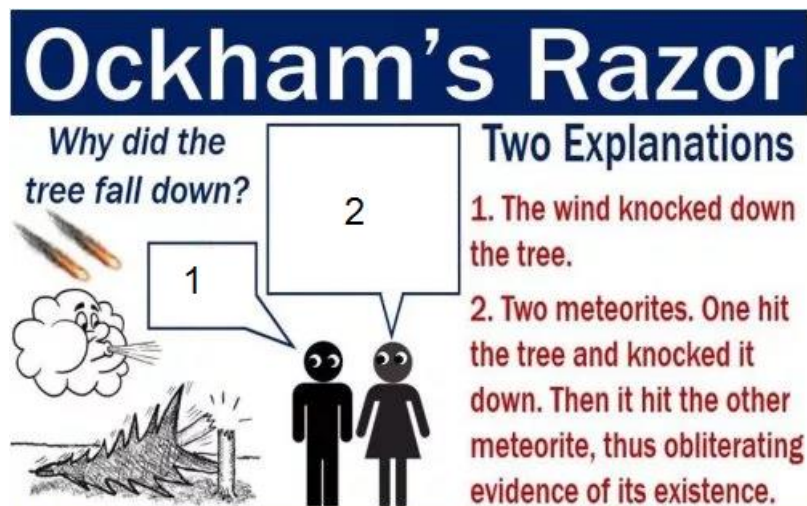 Ockham's Razor
Why did the
tree fall down?
1
2
Two Explanations
1. The wind knocked down
the tree.
2. Two meteorites. One hit
the tree and knocked it
down. Then it hit the other
meteorite, thus obliterating
evidence of its existence.